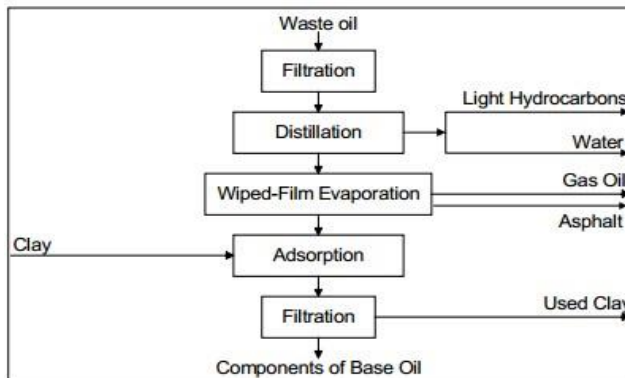 Waste oil
Filtration
Light Hydrocarbons
Distillation
Water
Gas Oil
Wiped-Film Evaporation
Asphalt
Clay
Adsorption
Used Clay
Filtration
Components of Base Oil